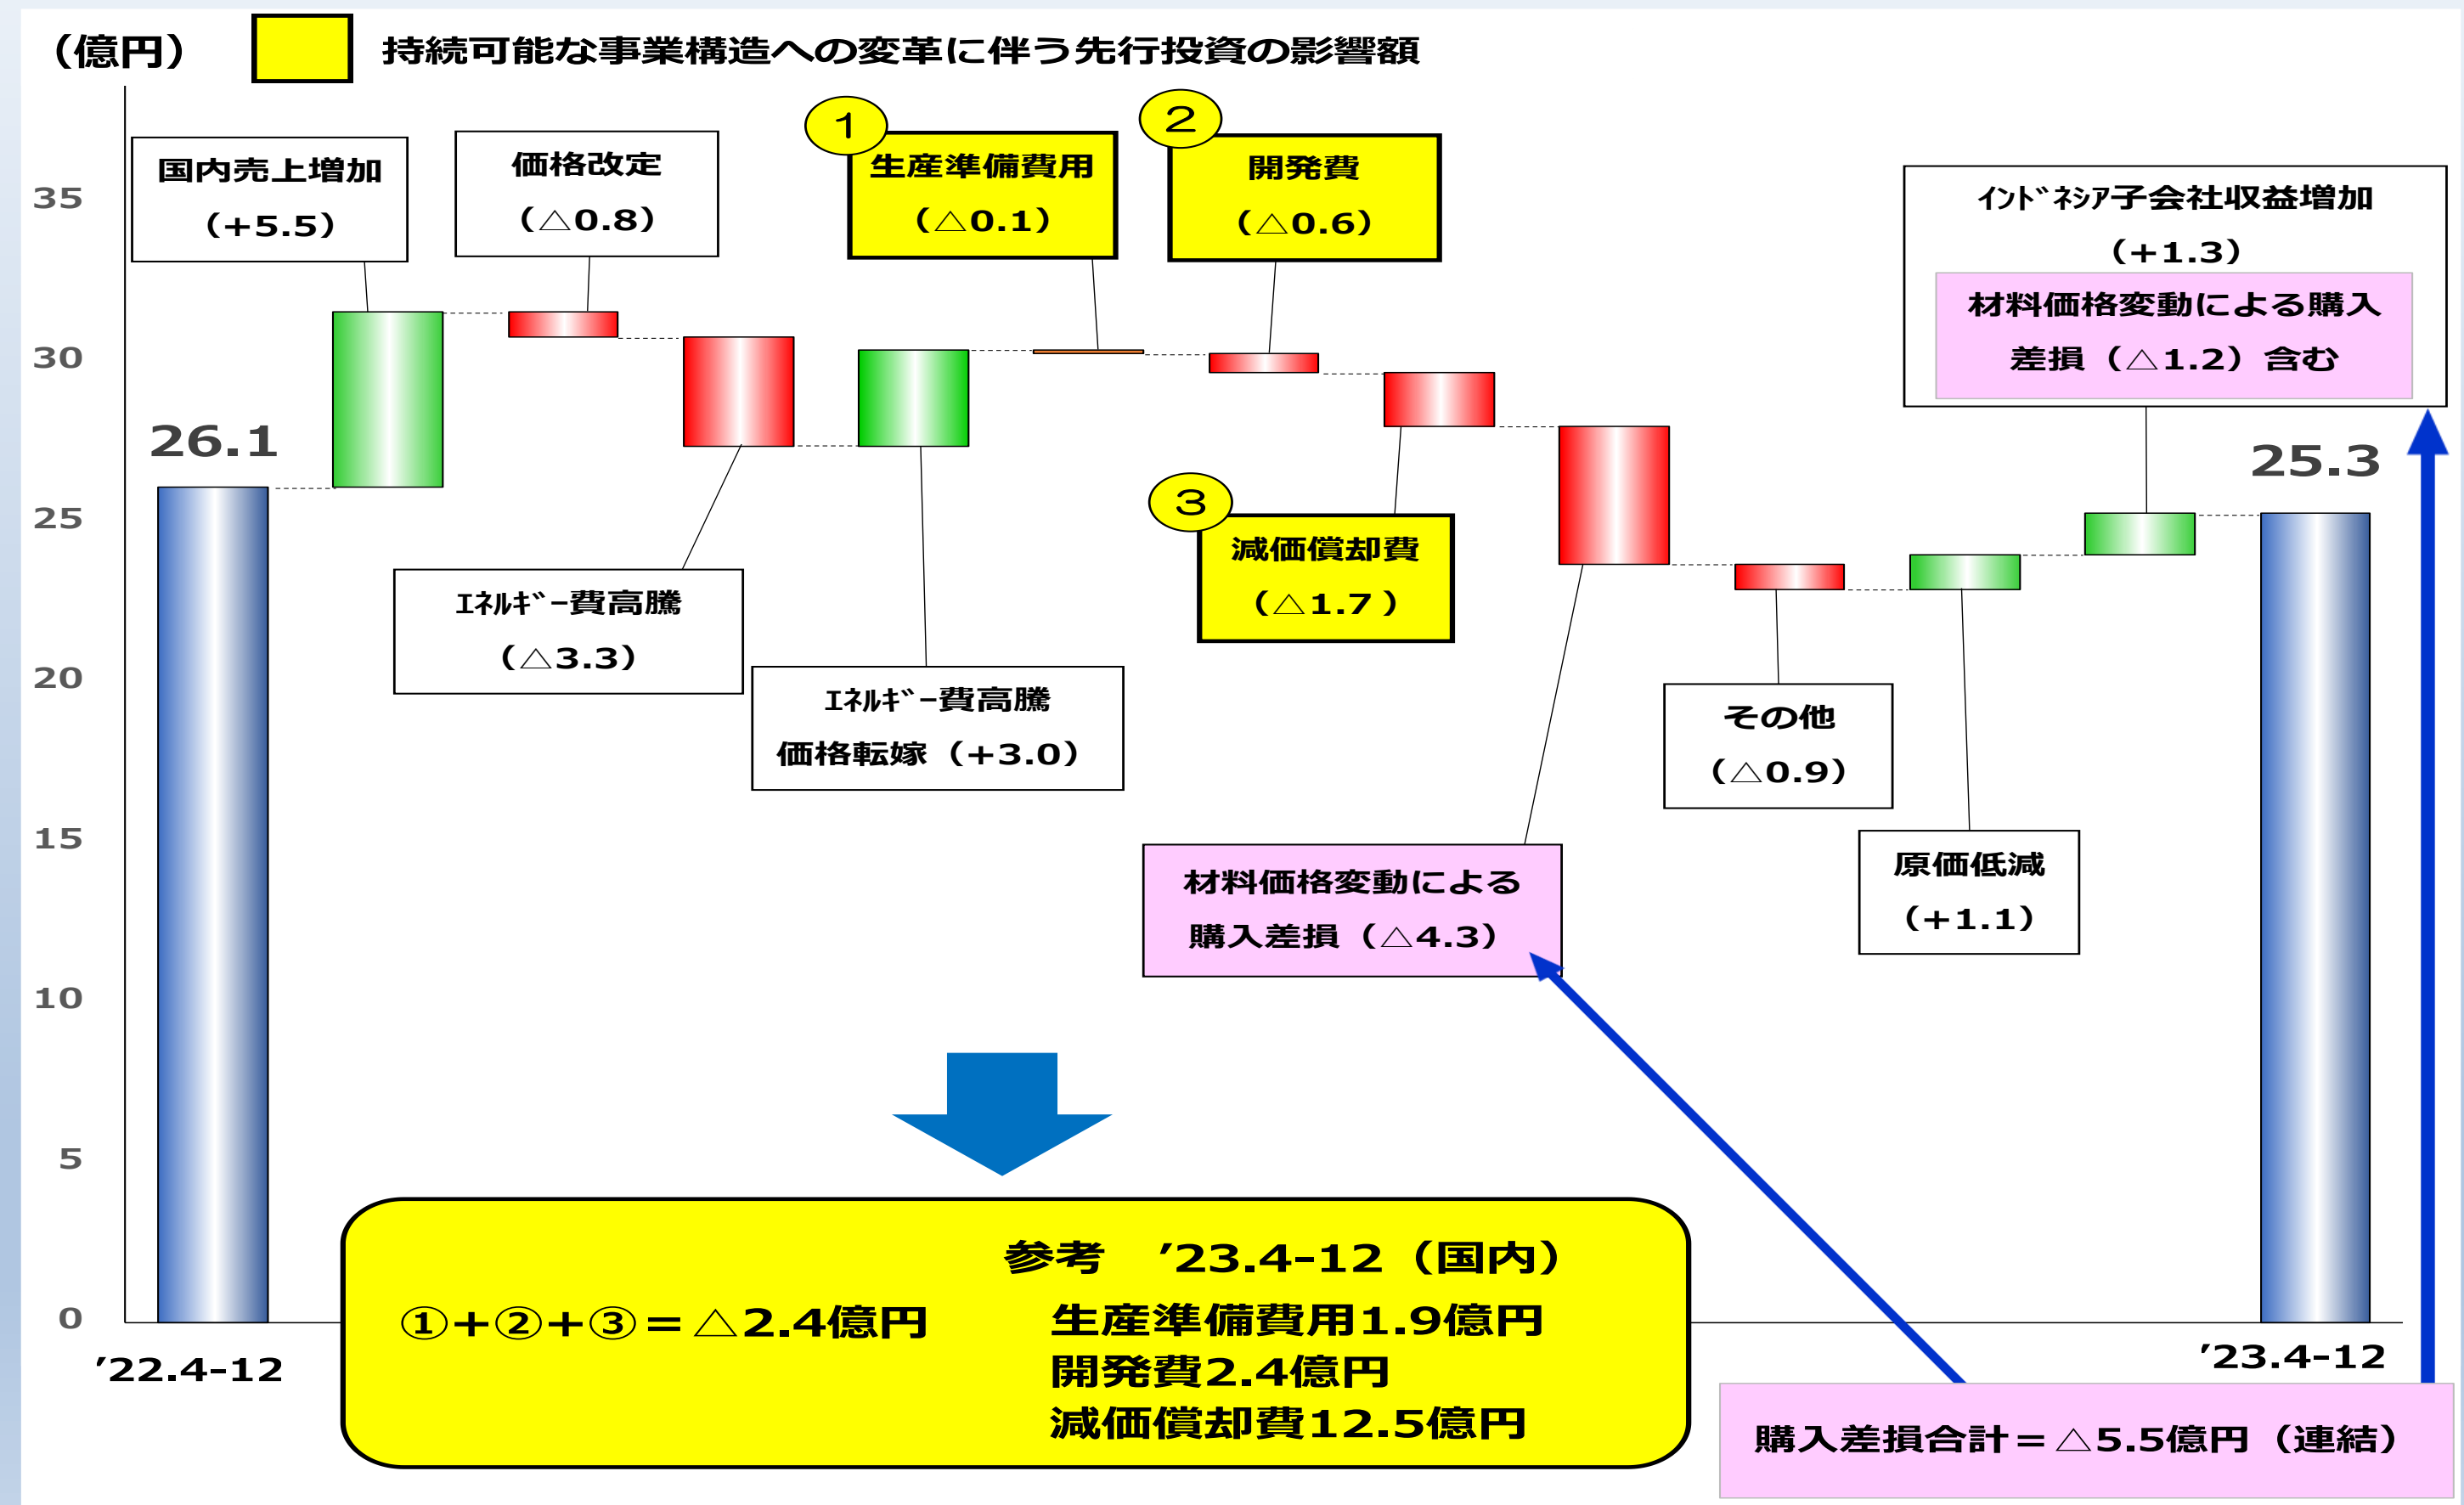 （億円）
持続可能な事業構造への変革に伴う先行投資の影響額
35
30
25
20
15
10
5
0
国内売上増加
（+5.5）
価格改定
（△0.8）
1
生産準備費用
（△0.1）
2
開発費
（△0.6）
ｲﾝﾄﾞﾈｼｱ子会社収益増加
（+1.3）
材料価格変動による購入
差損（△1.2）含む
26.1
25.3
3
減価償却費
（△1.7 ）
ｴﾈﾙｷﾞｰ費高騰
（△3.3）
ｴﾈﾙｷﾞｰ費高騰
価格転嫁（+3.0）
その他
（△0.9）
材料価格変動による
購入差損（△4.3）
原価低減
（+1.1）
①+②+③＝△2.4億円
参考　’23.4-12（国内）
生産準備費用1.9億円
開発費2.4億円
減価償却費12.5億円
’22.4-12
’23.4-12
購入差損合計＝△5.5億円（連結）